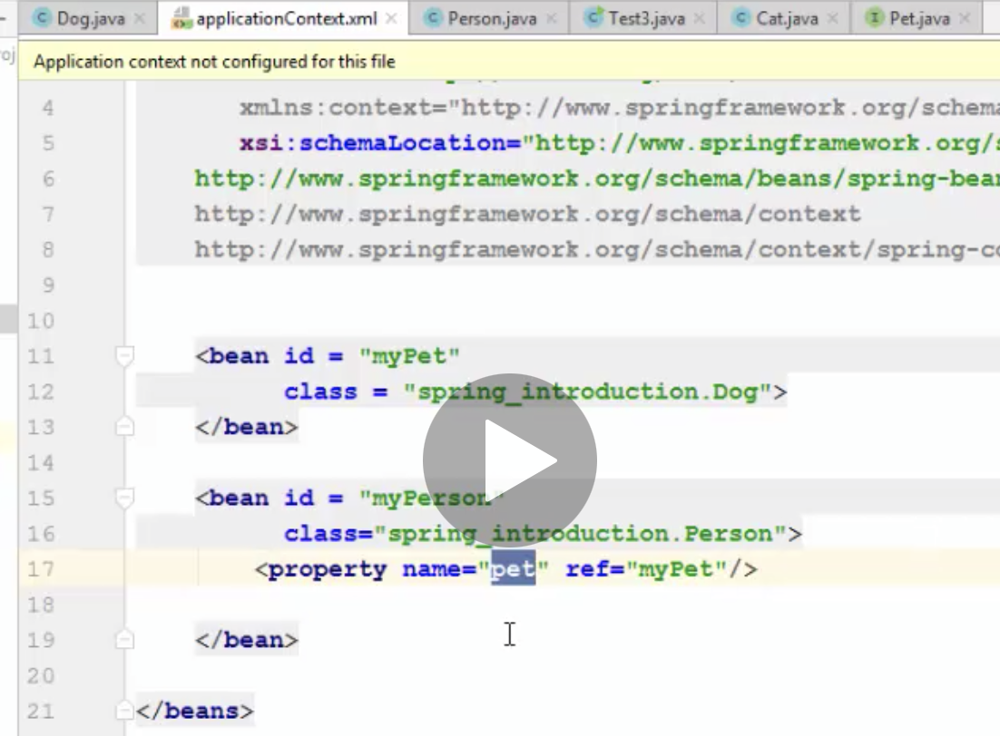 Dog.java applicationContext.xml Person.java Test3.java Cat.java Pet.java
Application context not configured for this file
4 xmlns:context="http://www.springframework.org/schema
5 xsi:schemaLocation="http://www.springframework.org/
6 http://www.springframework.org/schema/beans/spring-bean
7 http://www.springframework.org/schema/context
8 http://www.springframework.org/schema/context/spring-co
9
10
11 <bean id = "myPet"
12 class = "spring_introduction.Dog">
13 </bean>
14
15 <bean id = "myPerson"
16 class="spring_introduction.Person">
17 <property name="pet" ref="myPet"/>
18
19 </bean>
20
21 </beans>